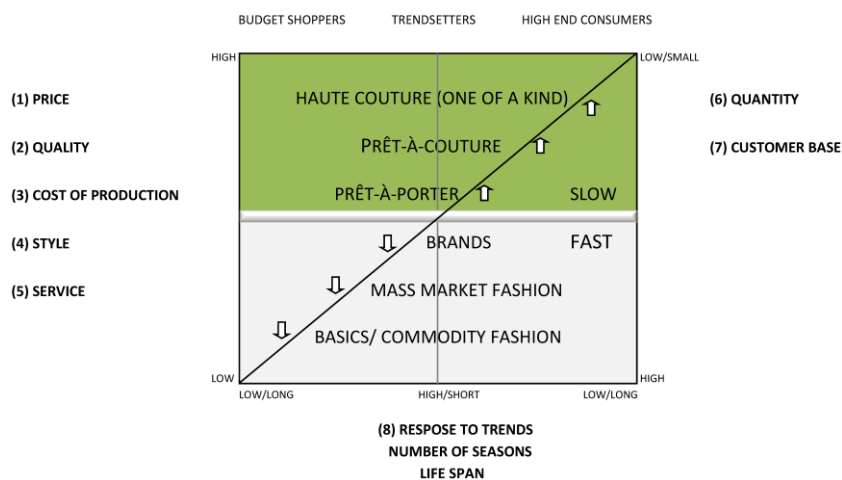 BUDGET SHOPPERS TRENDSETTERS HIGH END CONSUMERS
HIGH LOW/SMALL
(1) PRICE HAUTE COUTURE (ONE OF A KIND) (6) QUANTITY
(2) QUALITY PRÊT-À-COUTURE (7) CUSTOMER BASE
(3) COST OF PRODUCTION PRÊT-À-PORTER SLOW
(4) STYLE BRANDS FAST
(5) SERVICE MASS MARKET FASHION
BASICS/ COMMODITY FASHION
LOW HIGH
LOW/LONG HIGH/SHORT LOW/LONG
(8) RESPOSE TO TRENDS
NUMBER OF SEASONS
LIFE SPAN